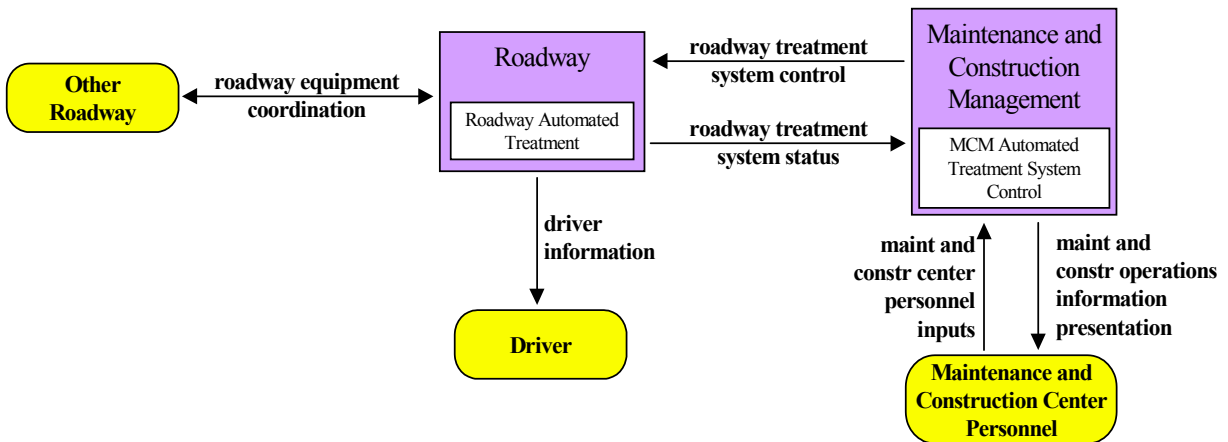 Other
Roadway
roadway equipment
coordination
Roadway
Roadway Automated
Treatment
roadway treatment
system control
roadway treatment
system status
Maintenance and
Construction
Management
MCM Automated
Treatment System
Control
driver
information
Driver
maint and
constr center
personnel
inputs
maint and
constr operations
information
presentation
Maintenance and
Construction Center
Personnel